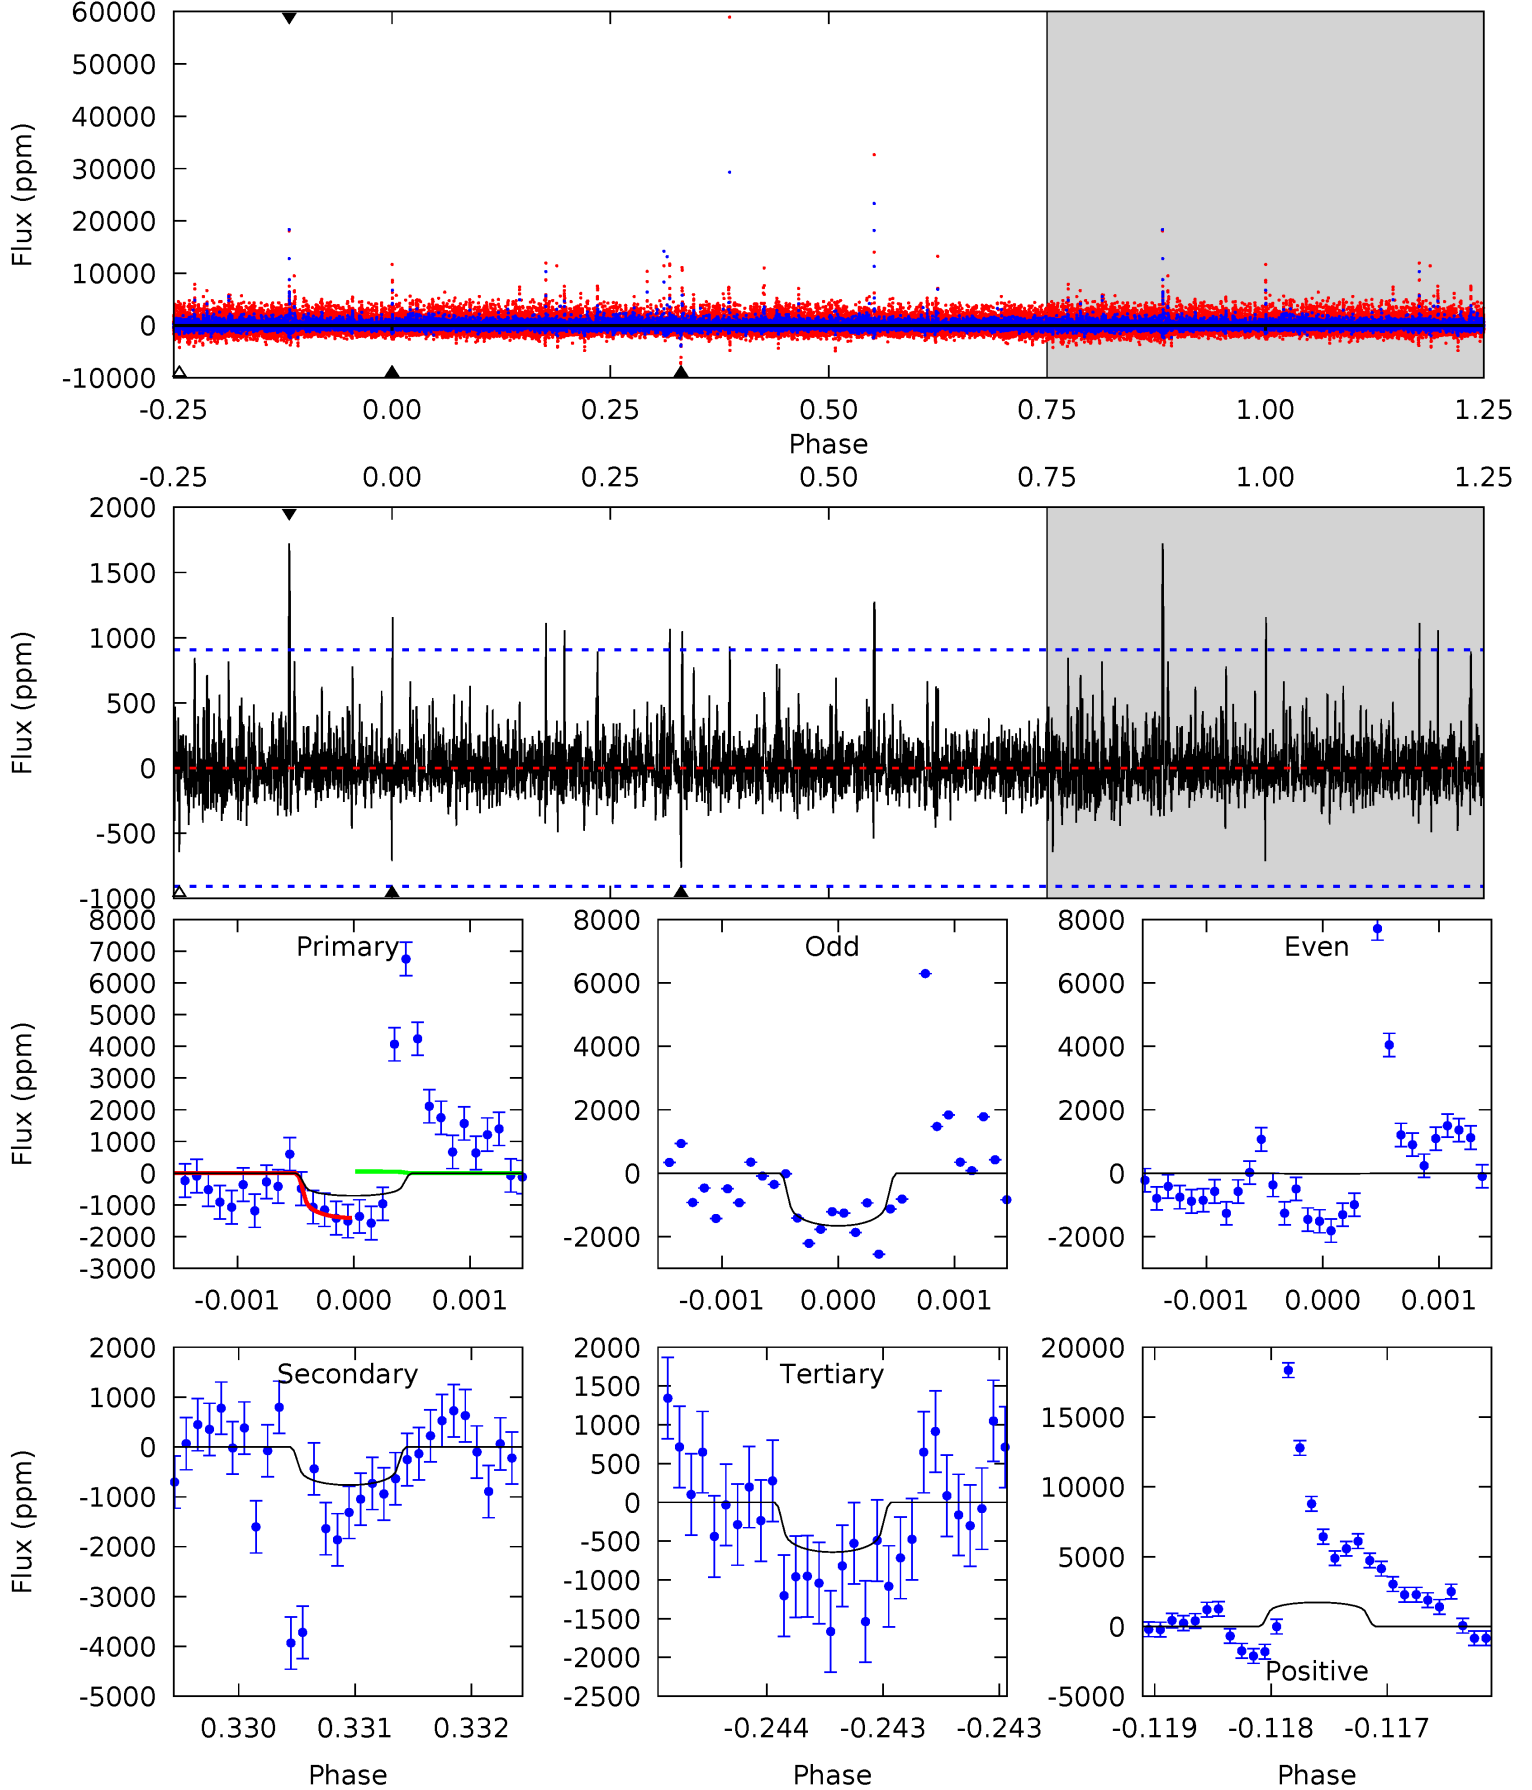 60000
50000
40000
30000
20000
10000
0
-10000
Flux (ppm)
-0.25 0.00 0.25 0.50 0.75 1.00 1.25
Phase
-0.25 0.00 0.25 0.50 0.75 1.00 1.25
2000
1500
1000
500
0
-500
-1000
Flux (ppm)
Primary
8000
7000
6000
5000
4000
3000
2000
1000
0
-1000
-2000
-3000
Flux (ppm)
-0.001 0.000 0.001
Odd
8000
6000
4000
2000
0
-2000
-0.001 0.000 0.001
Even
8000
6000
4000
2000
0
-2000
-0.001 0.000 0.001
Secondary
2000
1000
0
-1000
-2000
-3000
-4000
-5000
Flux (ppm)
0.330 0.331 0.332
Phase
Tertiary
2000
1500
1000
500
0
-500
-1000
-1500
-2000
-2500
-0.244 -0.243 -0.243
Phase
Positive
20000
15000
10000
5000
0
-5000
-0.119 -0.118 -0.117
Phase